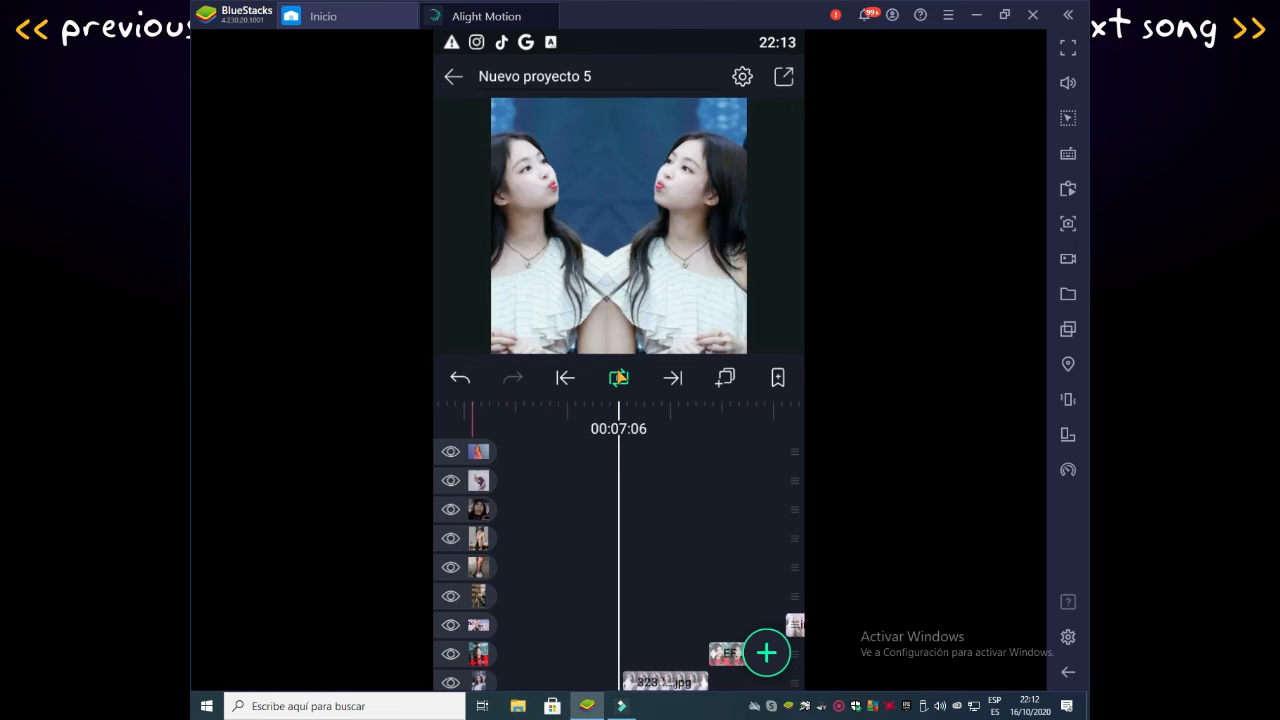 << previous
xt song >>
BlueStacks
4.230.20.1001
Inicio
Alight Motion
99+
22:13
Nuevo proyecto 5
00:07:06
323 ... .jpg
Activar Windows
Ve a Configuración para activar Windows.
Escribe aquí para buscar
ESP
ES
22:12
16/10/2020